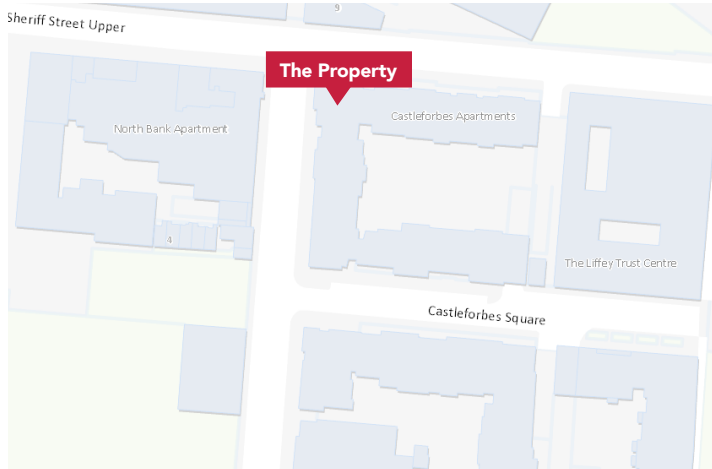 9
Sheriff Street Upper
The Property
Castleforbes Apartments
North Bank Apartment
4
The Liffey Trust Centre
Castleforbes Square